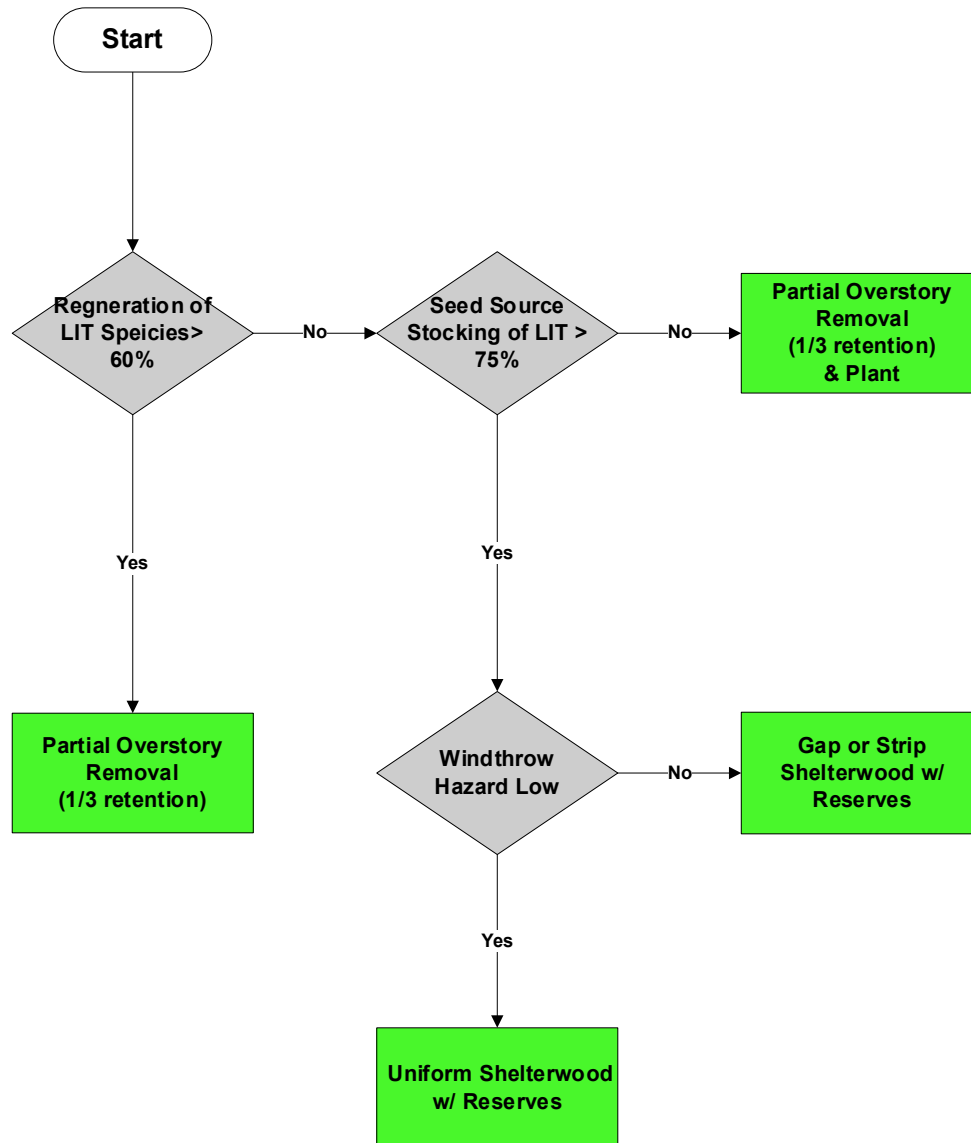 Start
Regneration of
LIT Speicies>
60%
No
Seed Source
Stocking of LIT >
75%
No
Partial Overstory
Removal
(1/3 retention)
& Plant
Yes
Yes
Partial Overstory
Removal
(1/3 retention)
Windthrow
Hazard Low
No
Gap or Strip
Shelterwood w/
Reserves
Yes
Uniform Shelterwood
w/ Reserves